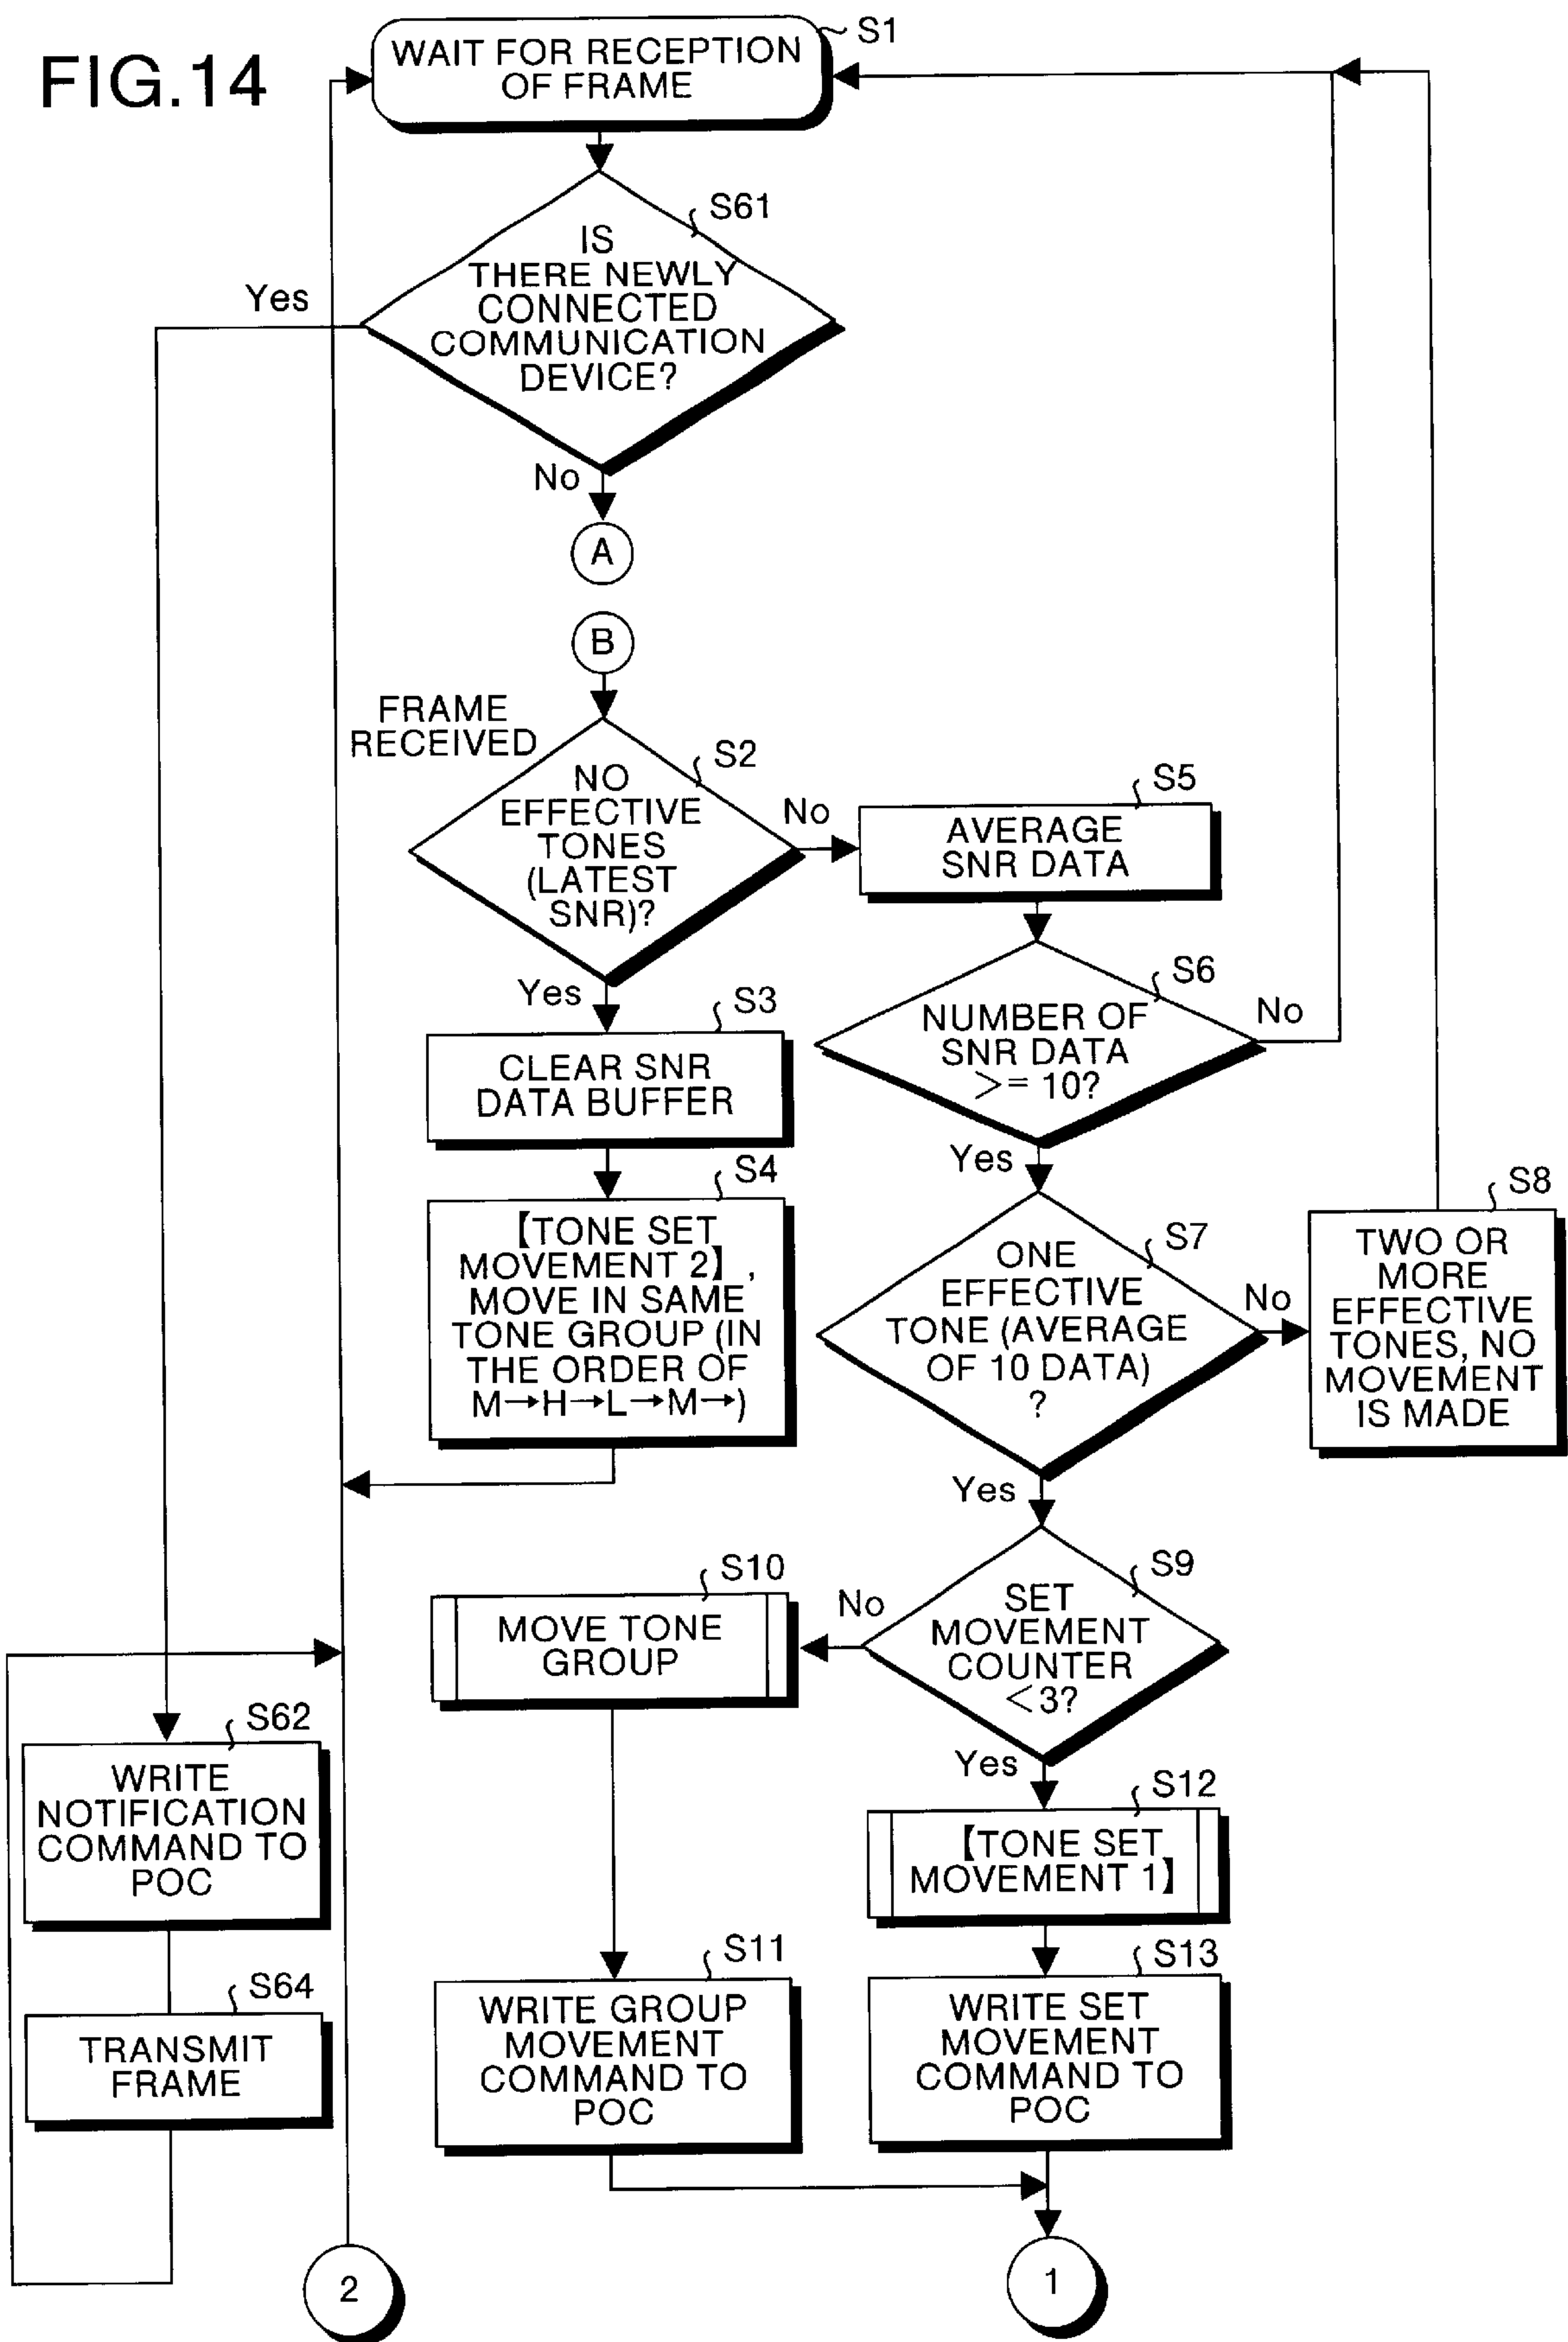 FIG.14
S1
WAIT FOR RECEPTION
OF FRAME
S61
IS
THERE NEWLY
CONNECTED
COMMUNICATION
DEVICE?
Yes
No
A
B
FRAME
RECEIVED
S2
NO
EFFECTIVE
TONES
(LATEST
SNR)?
No
Yes
S5
AVERAGE
SNR DATA
S6
NUMBER OF
SNR DATA
>= 10?
No
Yes
S3
CLEAR SNR
DATA BUFFER
S4
【TONE SET
MOVEMENT 2】,
MOVE IN SAME
TONE GROUP (IN
THE ORDER OF
M→H→L→M→)
S7
ONE
EFFECTIVE
TONE (AVERAGE
OF 10 DATA)
?
No
Yes
S8
TWO OR
MORE
EFFECTIVE
TONES, NO
MOVEMENT
IS MADE
S9
SET
MOVEMENT
COUNTER
<3?
No
Yes
S10
MOVE TONE
GROUP
S62
WRITE
NOTIFICATION
COMMAND TO
POC
S12
【TONE SET
MOVEMENT 1】
S64
TRANSMIT
FRAME
S11
WRITE GROUP
MOVEMENT
COMMAND TO
POC
S13
WRITE SET
MOVEMENT
COMMAND TO
POC
2
1